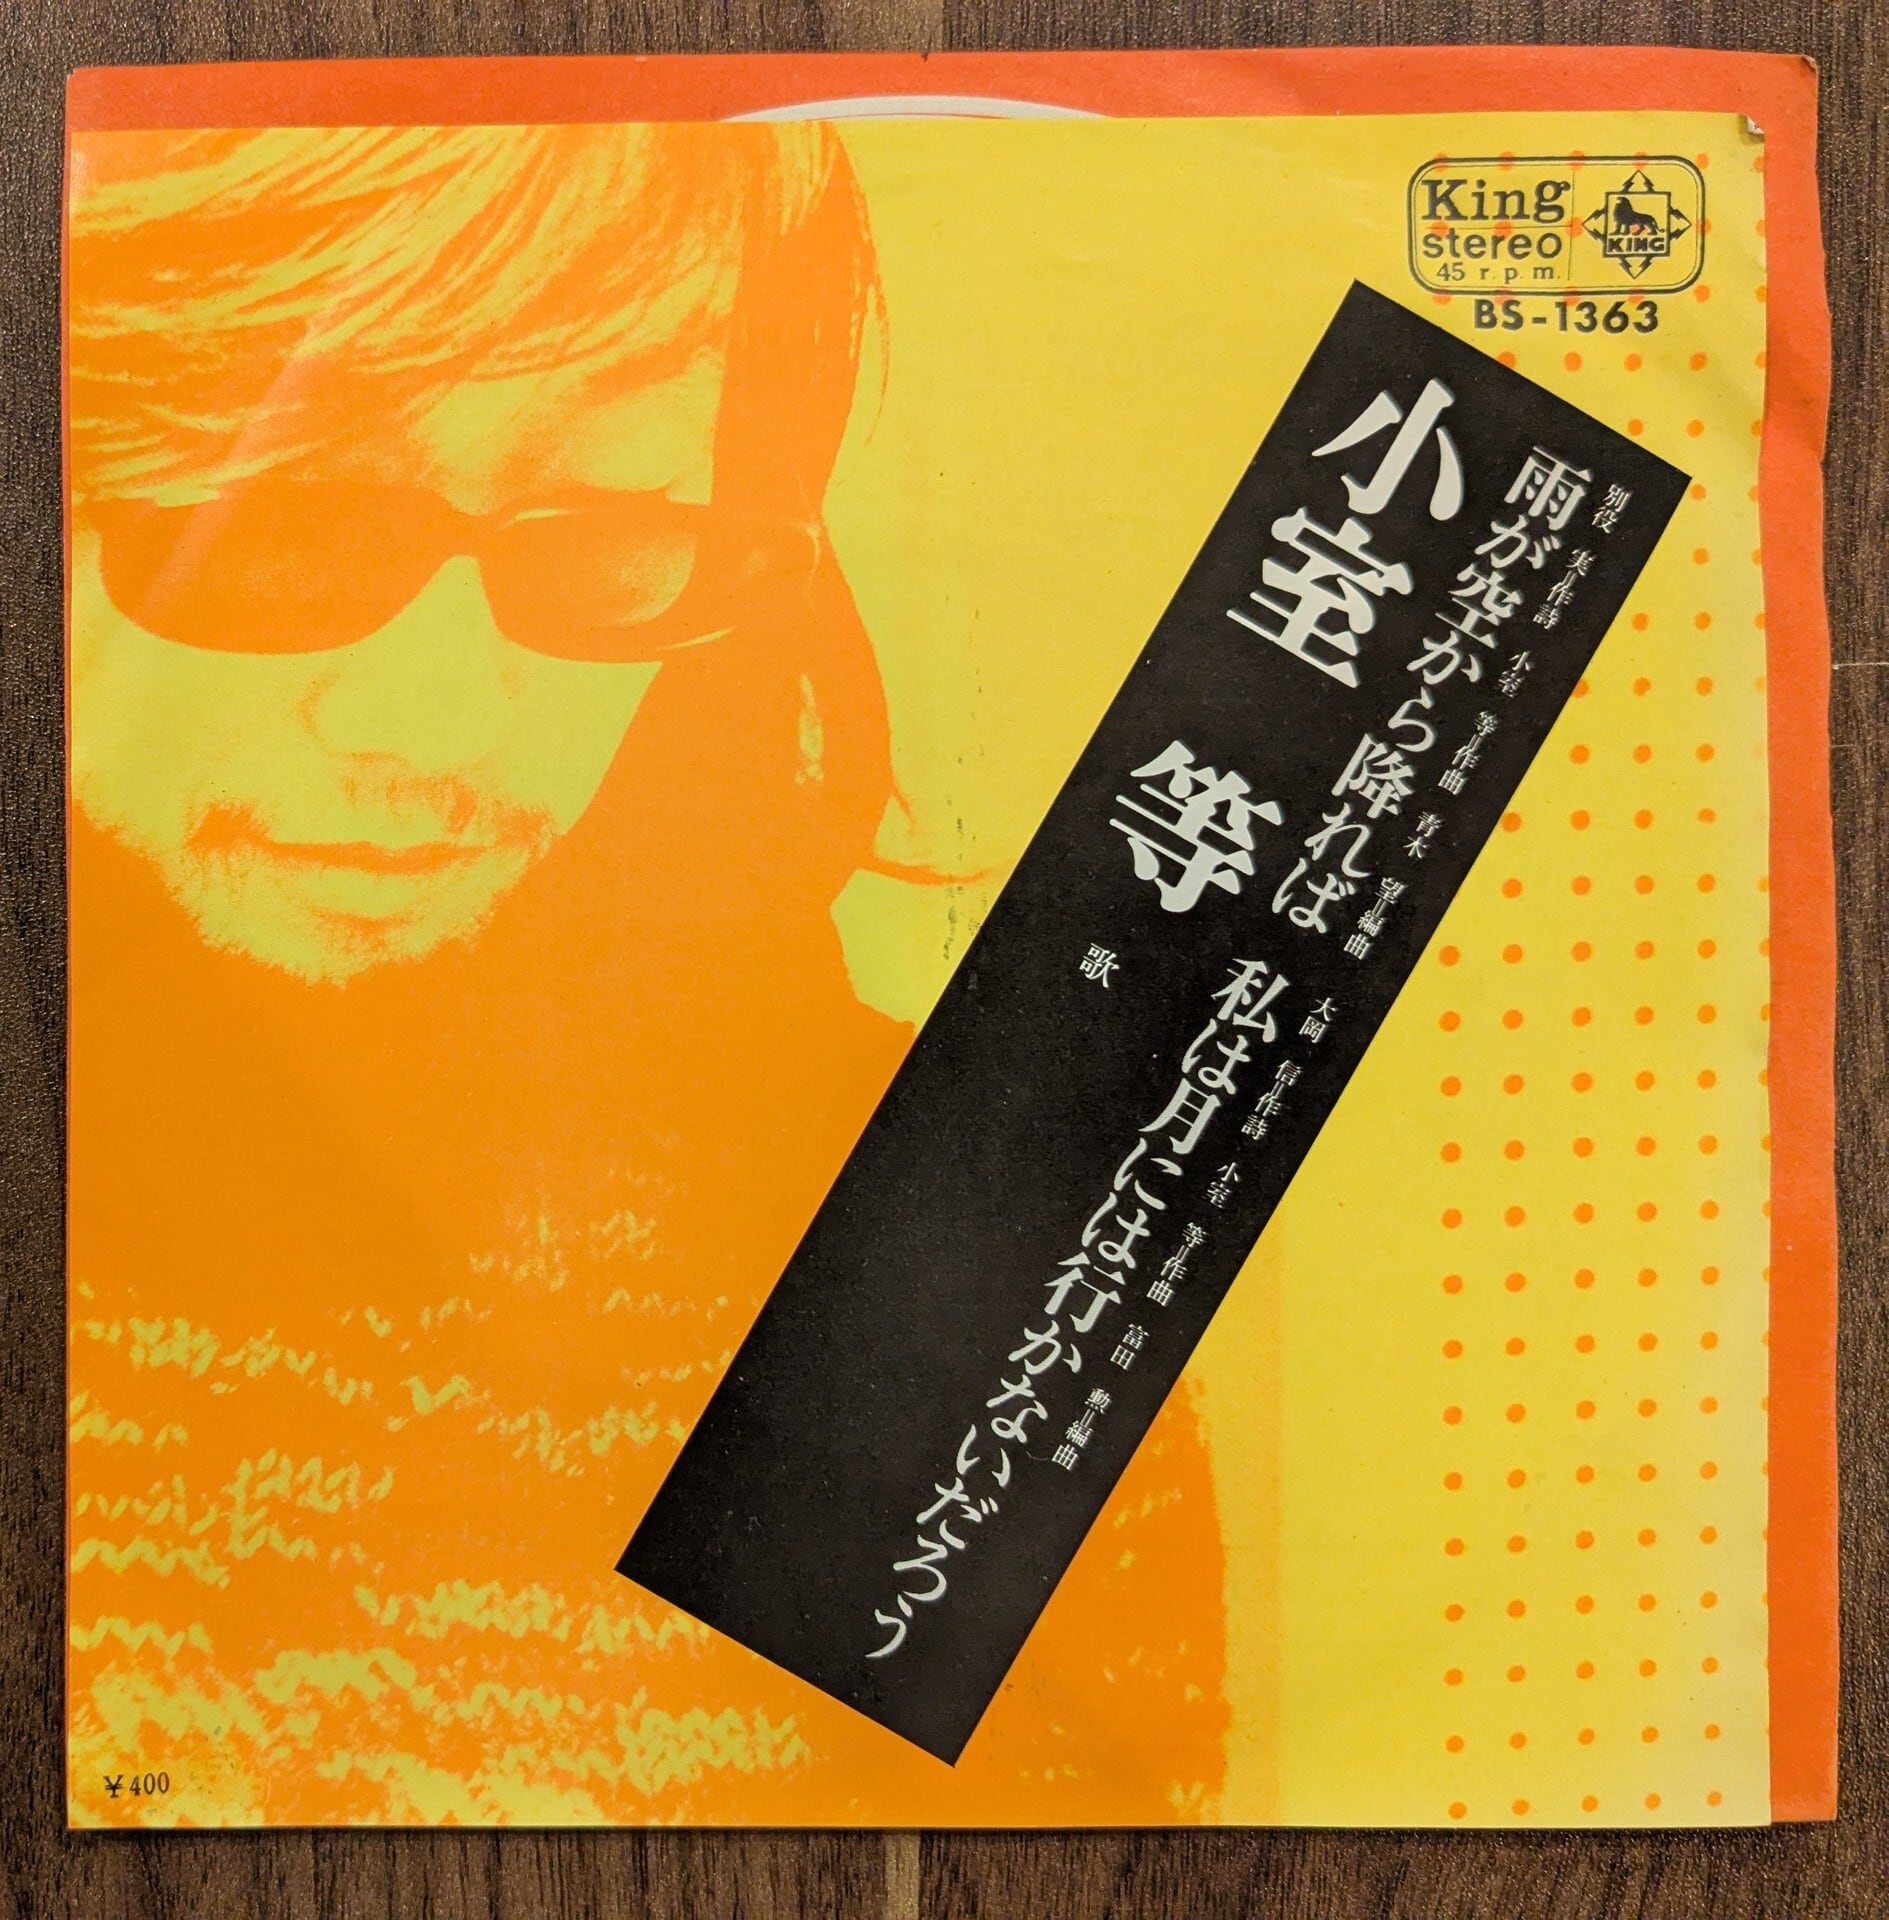 King
stereo
45 r.p.m.
KING
BS-1363
別役 実=作詩 小室 等=作曲 青木 望=編曲
雨が空から降れば
大岡 信=作詩 小室 等=作曲 富田 勲=編曲
私は月には行かないだろう
小室 等
歌
¥400